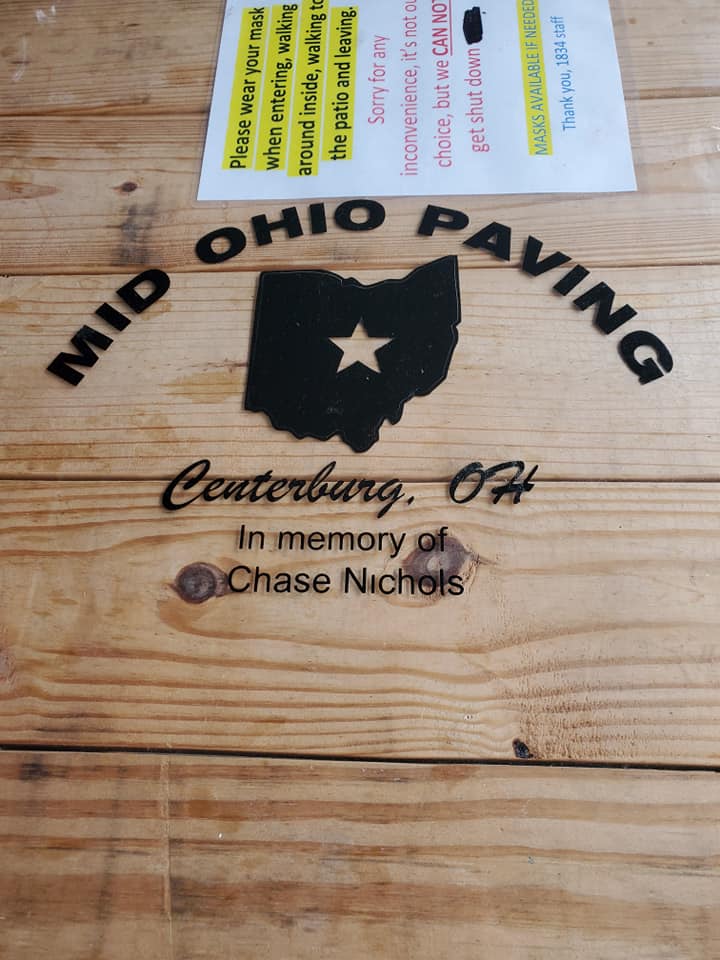 Please wear your mask
when entering, walking
around inside, walking to
the patio and leaving.
Sorry for any
inconvenience, it's not
choice, but we CAN NOT
get shut down
MASKS AVAILABLE IF NEEDED
Thank you, 1834 staff
MID OHIO PAVING
Centerburg, OH
In memory of
Chase Nichols